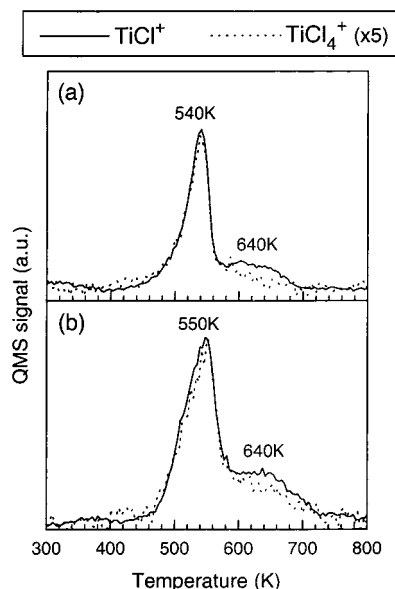 TiCl⁺ TiCl₄⁺ (x5)
(a)
540K
640K
(b)
550K
640K
QMS signal (a.u.)
300 400 500 600 700 800
Temperature (K)